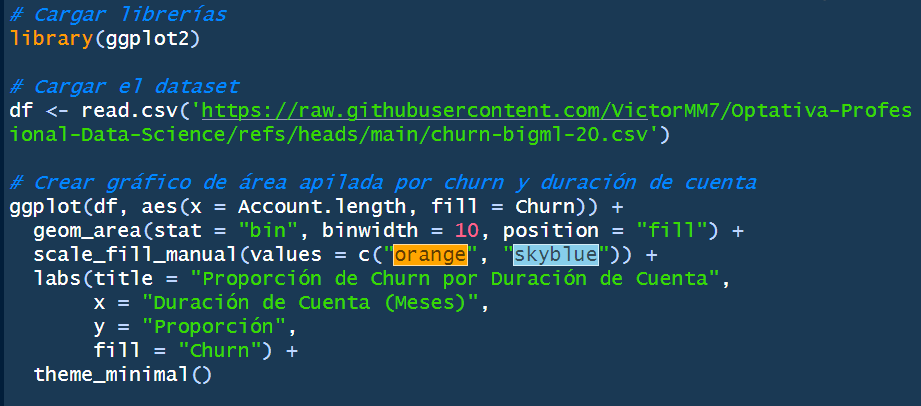 # Cargar librerías
library(ggplot2)
# Cargar el dataset
df <- read.csv('https://raw.githubusercontent.com/VictorMM7/Optativa-Profes
ional-Data-Science/refs/heads/main/churn-bigml-20.csv')
# Crear gráfico de área apilada por churn y duración de cuenta
ggplot(df, aes(x = Account.length, fill = Churn)) +
  geom_area(stat = "bin", binwidth = 10, position = "fill") +
  scale_fill_manual(values = c("orange", "skyblue")) +
  labs(title = "Proporción de Churn por Duración de Cuenta",
       x = "Duración de Cuenta (Meses)",
       y = "Proporción",
       fill = "Churn") +
  theme_minimal()